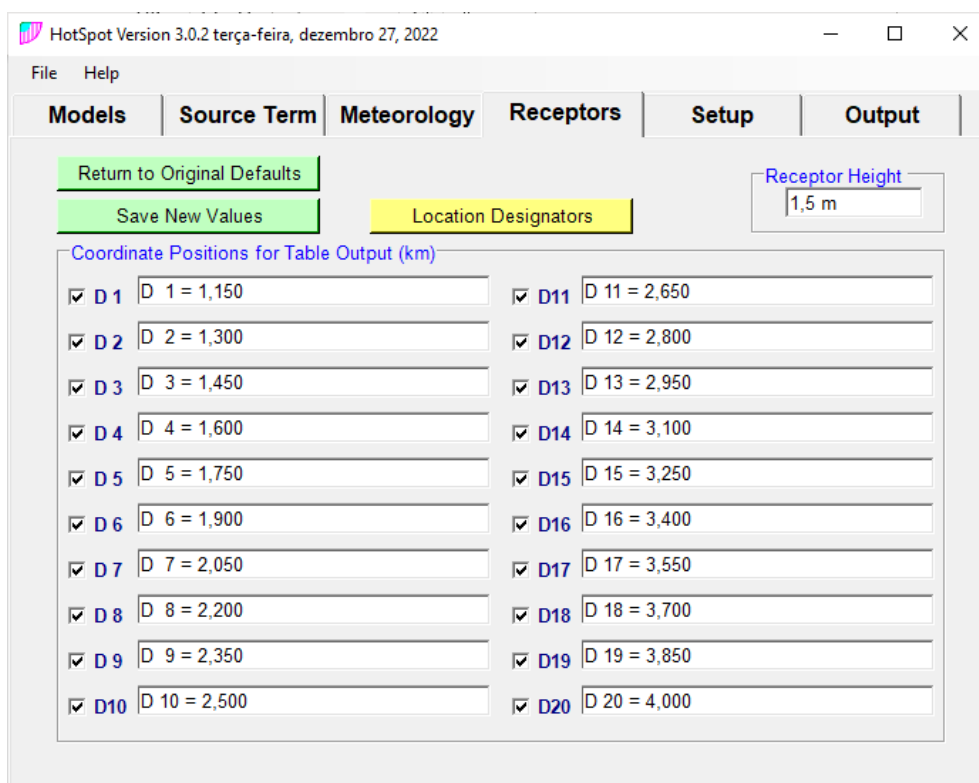 HotSpot Version 3.0.2 terça-feira, dezembro 27, 2022
File Help
Models Source Term Meteorology Receptors Setup Output
Return to Original Defaults
Save New Values
Location Designators
Receptor Height
1,5 m
Coordinate Positions for Table Output (km)
D 1 D 1 = 1,150
D 2 D 2 = 1,300
D 3 D 3 = 1,450
D 4 D 4 = 1,600
D 5 D 5 = 1,750
D 6 D 6 = 1,900
D 7 D 7 = 2,050
D 8 D 8 = 2,200
D 9 D 9 = 2,350
D10 D 10 = 2,500
D11 D 11 = 2,650
D12 D 12 = 2,800
D13 D 13 = 2,950
D14 D 14 = 3,100
D15 D 15 = 3,250
D16 D 16 = 3,400
D17 D 17 = 3,550
D18 D 18 = 3,700
D19 D 19 = 3,850
D20 D 20 = 4,000